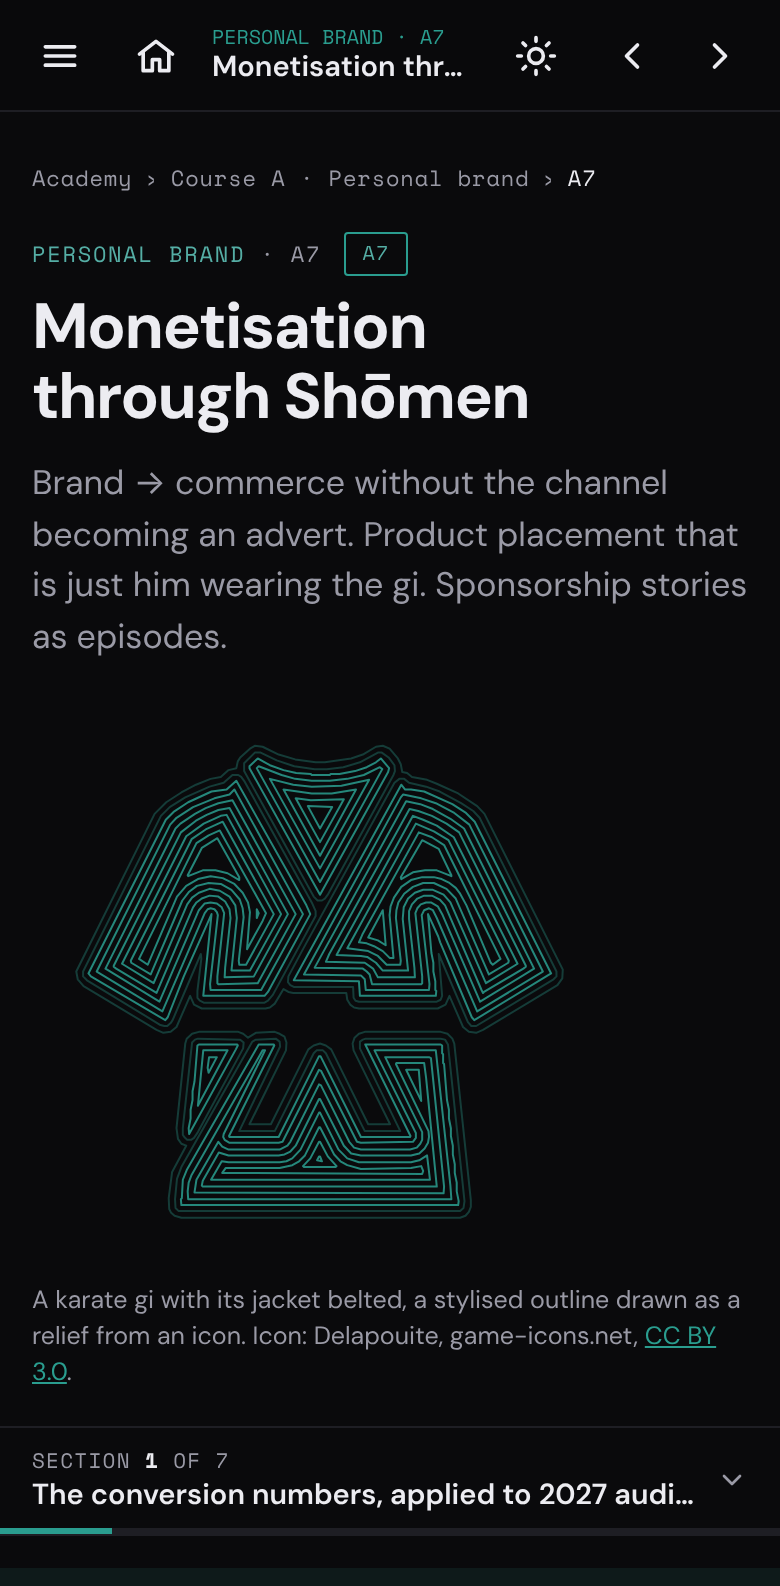 PERSONAL BRAND · A7
Monetisation thr...
Academy › Course A · Personal brand › A7
PERSONAL BRAND · A7 A7
Monetisation
through Shōmen
Brand → commerce without the channel
becoming an advert. Product placement that
is just him wearing the gi. Sponsorship stories
as episodes.
A karate gi with its jacket belted, a stylised outline drawn as a
relief from an icon. Icon: Delapouite, game-icons.net, CC BY
3.0.
SECTION 1 OF 7
The conversion numbers, applied to 2027 audi...